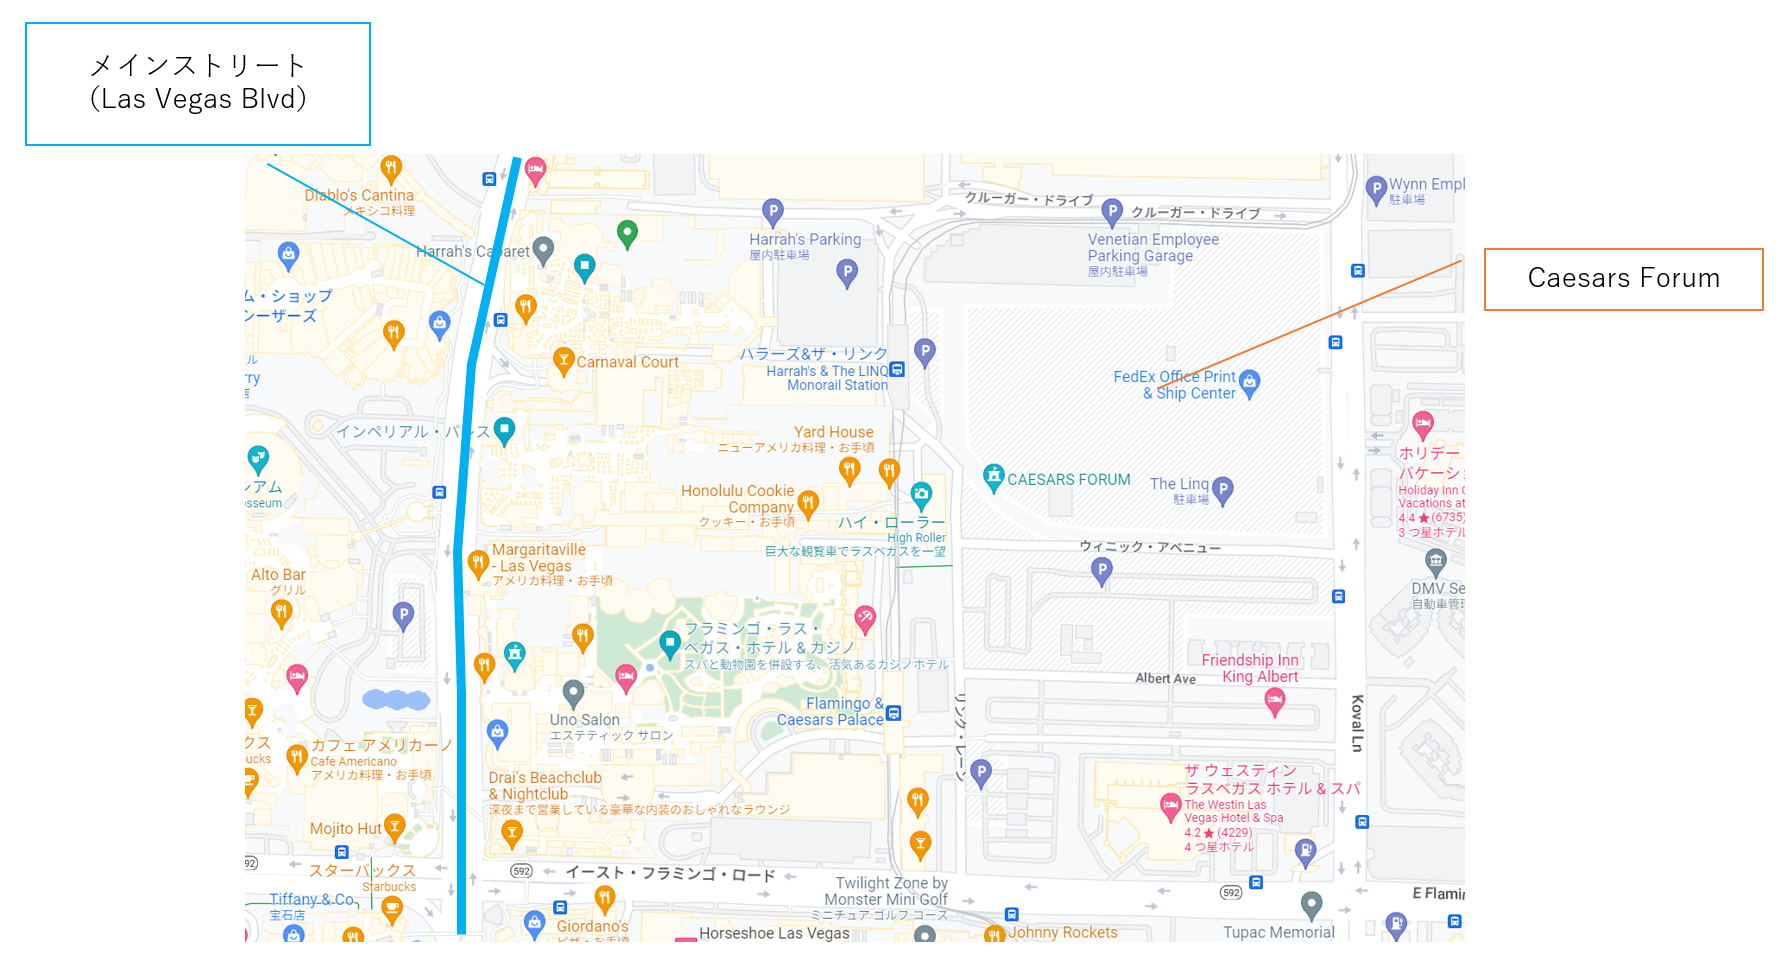 メインストリート
(Las Vegas Blvd)
Caesars Forum
Diablo's Cantina
メキシコ料理
Harrah's Cabaret
ム・ショップ
シーザーズ
Carnaval Court
インペリアル・パレス
Harrah's Parking
屋内駐車場
クルーガー・ドライブ
クルーガー・ドライブ
Venetian Employee
Parking Garage
屋内駐車場
Wynn Empl
駐車場
ハラーズ&ザ・リンク
Harrah's & The LINQ
Monorail Station
FedEx Office Print
& Ship Center
Yard House
ニューアメリカ料理・お手頃
Honolulu Cookie
Company
クッキー・お手頃
ハイ・ローラー
High Roller
巨大な観覧車でラスベガスを一望
CAESARS FORUM
The Linq
駐車場
ホリデー
バケーショ
Holiday Inn C
Vacations at
4.4★(6735)
3 つ星ホテル
ウィニック・アベニュー
DMV Se
自動車管理
シアム
osseum
Margaritaville
- Las Vegas
アメリカ料理・お手頃
Alto Bar
グリル
フラミンゴ・ラス・
ベガス・ホテル & カジノ
スパと動物園を併設する、活気あるカジノホテル
Friendship Inn
King Albert
Albert Ave
Flamingo &
Caesars Palace
リンク・レーン
Koval Ln
Uno Salon
エステティック サロン
カフェ アメリカーノ
Café Americano
アメリカ料理・お手頃
クス
ucks
Drai's Beachclub
& Nightclub
深夜まで営業している豪華な内装のおしゃれなラウンジ
ザ ウェスティン
ラスベガス ホテル & スパ
The Westin Las
Vegas Hotel & Spa
4.2★(4229)
4 つ星ホテル
Mojito Hut
スターバックス
Starbucks
592
イースト・フラミンゴ・ロード
592
E Flamin
Tiffany & Co
宝石店
Giordano's
ピザ・お手頃
Twilight Zone by
Monster Mini Golf
ミニチュア ゴルフ コース
Horseshoe Las Vegas
Johnny Rockets
Tupac Memorial